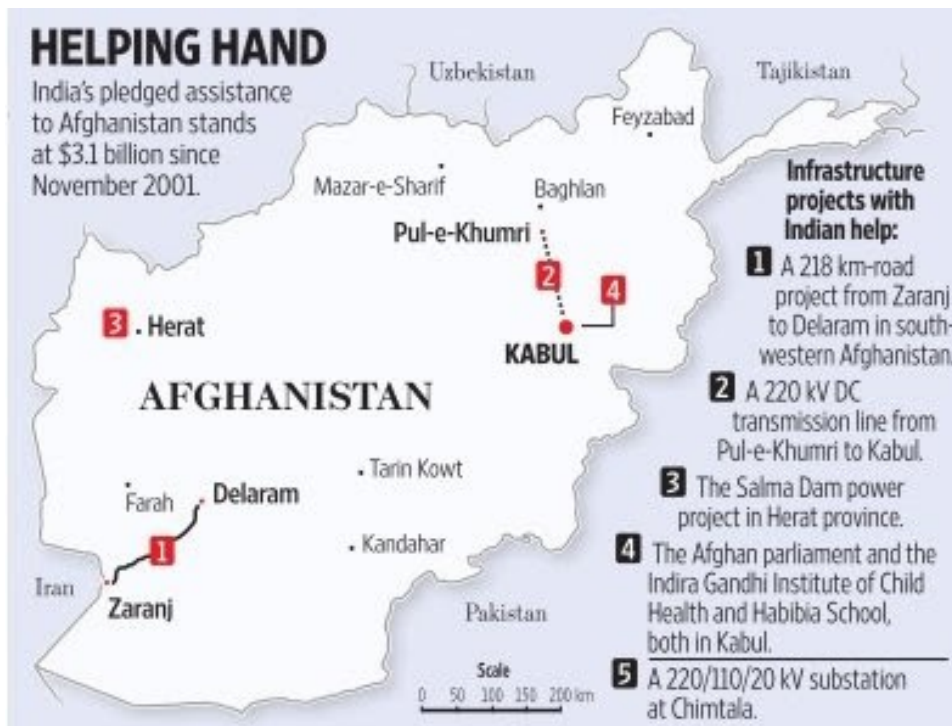 HELPING HAND
India's pledged assistance
to Afghanistan stands
at $3.1 billion since
November 2001.
Uzbekistan
Tajikistan
Feyzabad
Mazar-e-Sharif
Baghlan
Pul-e-Khumri
2
4
3
Herat
KABUL
AFGHANISTAN
Tarin Kowt
Farah
Delaram
1
Kandahar
Iran
Zaranj
Pakistan
Scale
0 50 100 150 200 km
Infrastructure
projects with
Indian help:
1 A 218 km-road
project from Zaranj
to Delaram in south-
western Afghanistan.
2 A 220 kV DC
transmission line from
Pul-e-Khumri to Kabul.
3 The Salma Dam power
project in Herat province.
4 The Afghan parliament and the
Indira Gandhi Institute of Child
Health and Habibia School,
both in Kabul.
5 A 220/110/20 kV substation
at Chimtala.